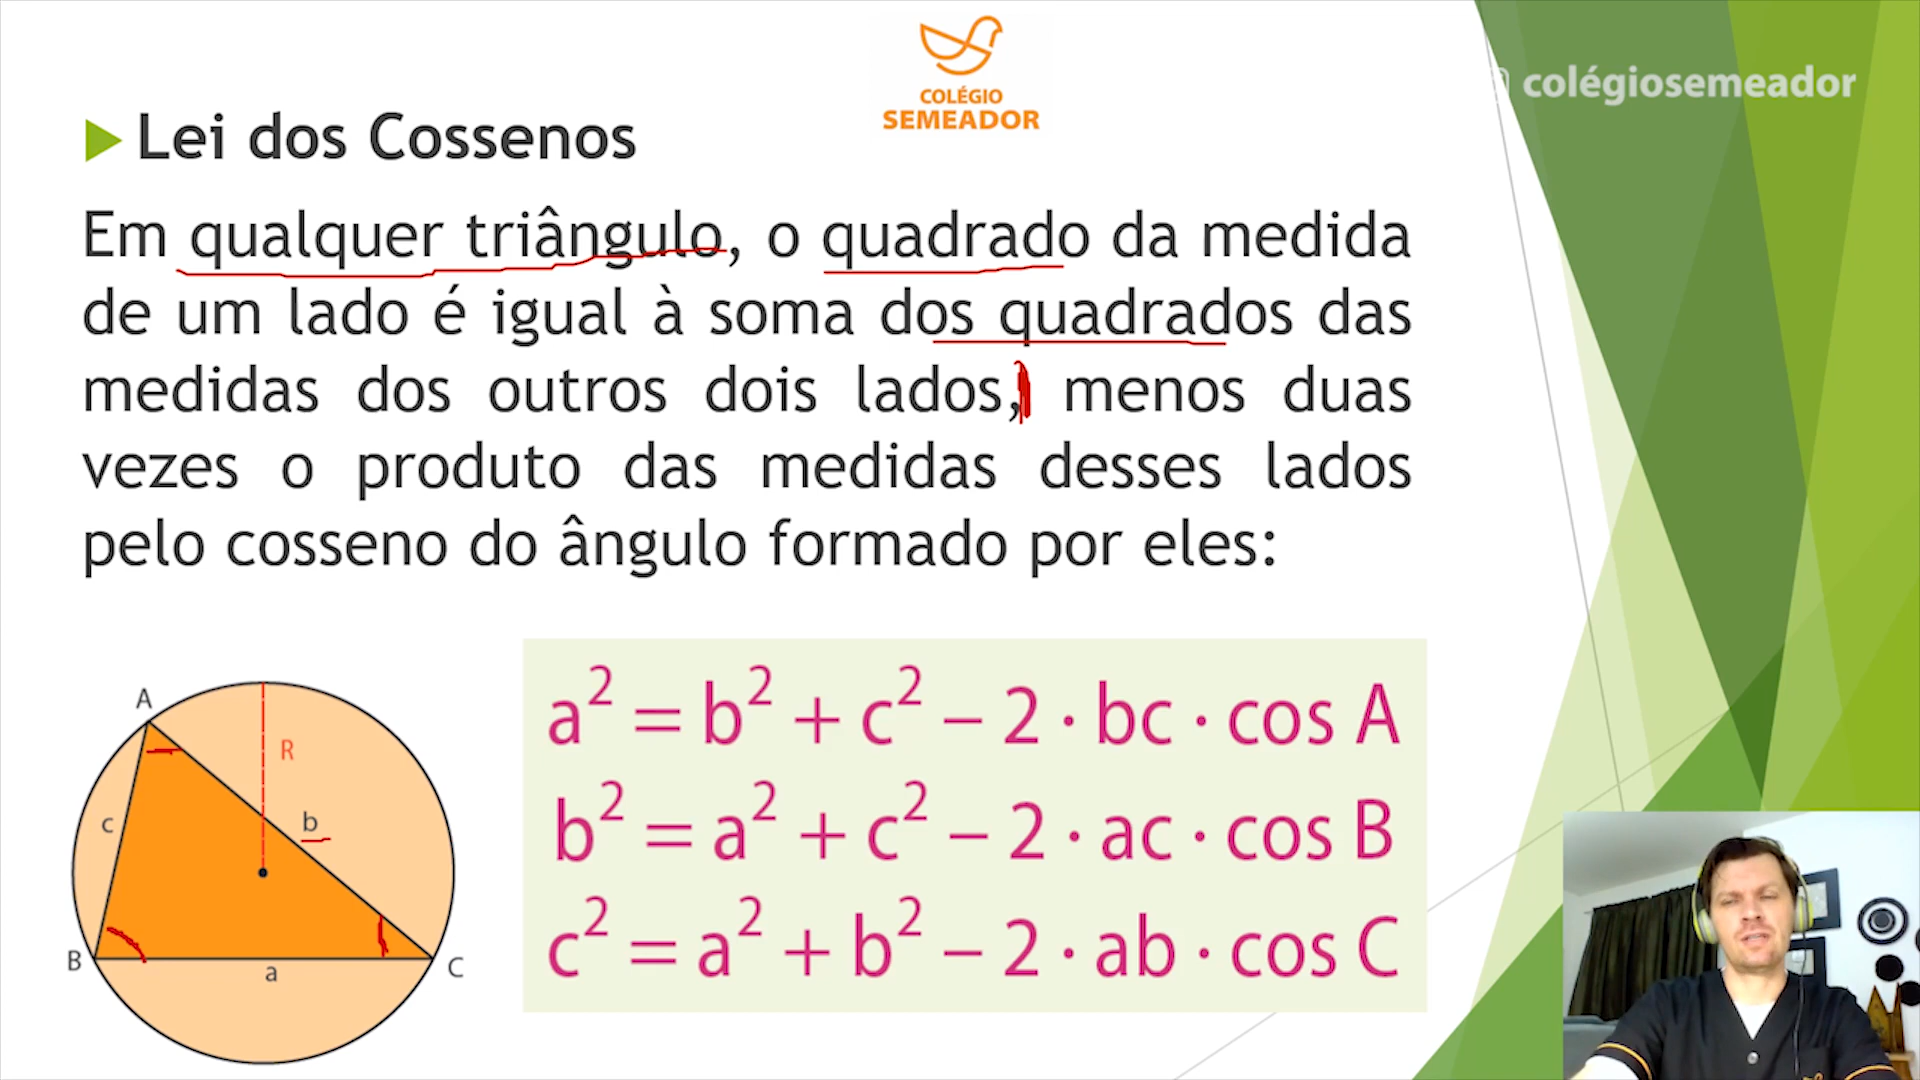 COLÉGIO
SEMEADOR
colégiosemeador
Lei dos Cossenos
Em qualquer triângulo, o quadrado da medida
de um lado é igual à soma dos quadrados das
medidas dos outros dois lados, menos duas
vezes o produto das medidas desses lados
pelo cosseno do ângulo formado por eles:
A
R
c
b
B
a
C
a² = b² + c² − 2 · bc · cos A
b² = a² + c² − 2 · ac · cos B
c² = a² + b² − 2 · ab · cos C